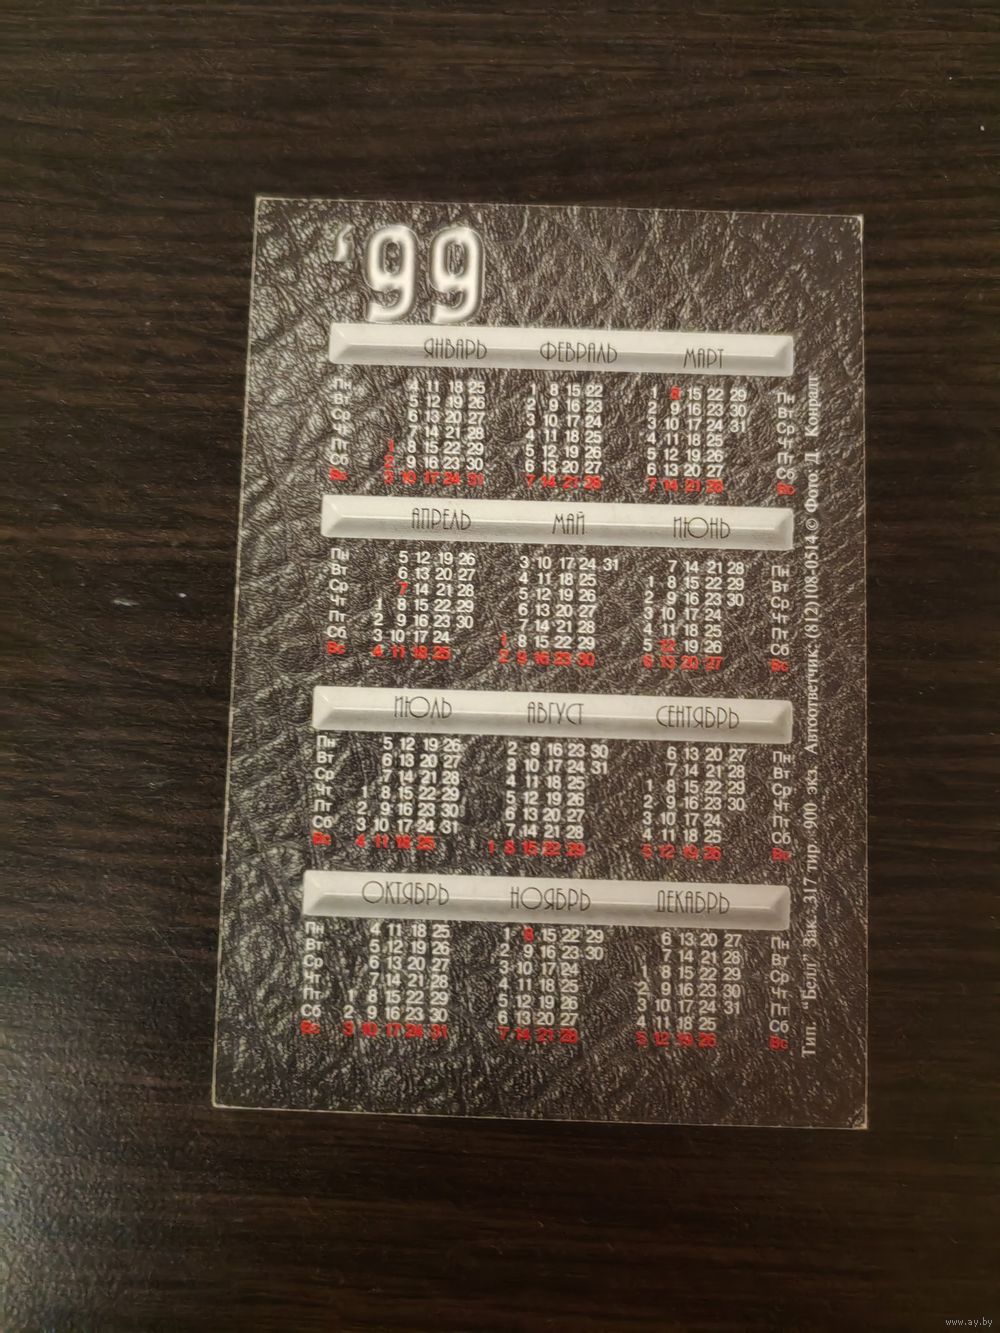 ‘99
ЯНВАРЬ ФЕВРАЛЬ МАРТ
Пн 4 11 18 25 1 8 15 22 1 8 15 22 29 Пн
Вт 5 12 19 26 2 9 16 23 2 9 16 23 30 Вт
Ср 6 13 20 27 3 10 17 24 3 10 17 24 31 Ср
Чт 7 14 21 28 4 11 18 25 4 11 18 25 Чт
Пт 1 8 15 22 29 5 12 19 26 5 12 19 26 Пт
Сб 2 9 16 23 30 6 13 20 27 6 13 20 27 Сб
Вс 3 10 17 24 31 7 14 21 28 7 14 21 28 Вс
АПРЕЛЬ МАЙ ИЮНЬ
Пн 5 12 19 26 3 10 17 24 31 7 14 21 28 Пн
Вт 6 13 20 27 4 11 18 25 1 8 15 22 29 Вт
Ср 7 14 21 28 5 12 19 26 2 9 16 23 30 Ср
Чт 1 8 15 22 29 6 13 20 27 3 10 17 24 Чт
Пт 2 9 16 23 30 7 14 21 28 4 11 18 25 Пт
Сб 3 10 17 24 1 8 15 22 29 5 12 19 26 Сб
Вс 4 11 18 25 2 9 16 23 30 6 13 20 27 Вс
ИЮЛЬ АВГУСТ СЕНТЯБРЬ
Пн 5 12 19 26 2 9 16 23 30 6 13 20 27 Пн
Вт 6 13 20 27 3 10 17 24 31 7 14 21 28 Вт
Ср 7 14 21 28 4 11 18 25 1 8 15 22 29 Ср
Чт 1 8 15 22 29 5 12 19 26 2 9 16 23 30 Чт
Пт 2 9 16 23 30 6 13 20 27 3 10 17 24 Пт
Сб 3 10 17 24 31 7 14 21 28 4 11 18 25 Сб
Вс 4 11 18 25 1 8 15 22 29 5 12 19 26 Вс
ОКТЯБРЬ НОЯБРЬ ДЕКАБРЬ
Пн 4 11 18 25 1 8 15 22 29 6 13 20 27 Пн
Вт 5 12 19 26 2 9 16 23 30 7 14 21 28 Вт
Ср 6 13 20 27 3 10 17 24 1 8 15 22 29 Ср
Чт 7 14 21 28 4 11 18 25 2 9 16 23 30 Чт
Пт 1 8 15 22 29 5 12 19 26 3 10 17 24 31 Пт
Сб 2 9 16 23 30 6 13 20 27 4 11 18 25 Сб
Вс 3 10 17 24 31 7 14 21 28 5 12 19 26 Вс
Тип. “Белл” Зак. 317 тир. 900 экз. Автоответчик: (812)108-0514 © Фото: Д. Конрадт
www.ay.by